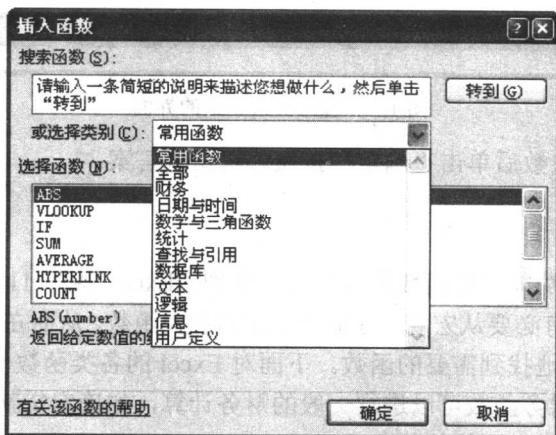 插入函数
搜索函数(S):
请输入一条简短的说明来描述您想做什么,然后单击
“转到”
转到(G)
或选择类别(C):
常用函数
常用函数
全部
财务
日期与时间
数学与三角函数
统计
查找与引用
数据库
文本
逻辑
信息
用户定义
选择函数(N):
ABS
VLOOKUP
IF
SUM
AVERAGE
HYPERLINK
COUNT
ABS(number)
返回给定数值的
有关该函数的帮助
确定
取消